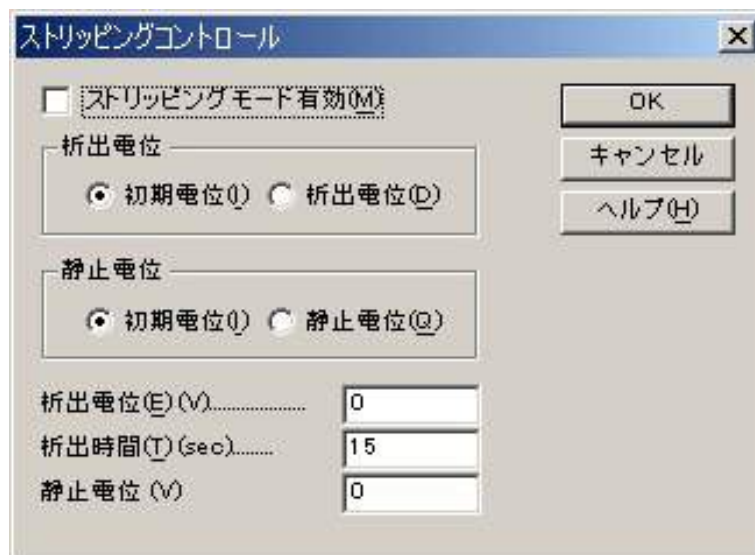 ストリッピングコントロール
ストリッピングモード有効(M)
OK
析出電位
キャンセル
初期電位(I) 析出電位(D)
ヘルプ(H)
静止電位
初期電位(I) 静止電位(Q)
析出電位(E)(V).................. 0
析出時間(T)(sec)........ 15
静止電位 (V) 0